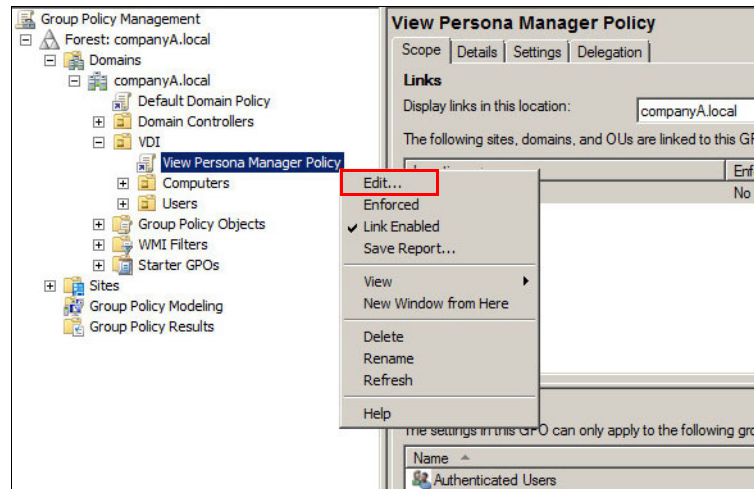 Group Policy Management
Forest: companyA.local
Domains
companyA.local
Default Domain Policy
Domain Controllers
VDI
View Persona Manager Policy
Computers
Users
Group Policy Objects
WMI Filters
Starter GPOs
Sites
Group Policy Modeling
Group Policy Results
Edit...
Enforced
Link Enabled
Save Report...
View
New Window from Here
Delete
Rename
Refresh
Help
View Persona Manager Policy
Scope Details Settings Delegation
Links
Display links in this location: companyA.local
The following sites, domains, and OUs are linked to this
No
The settings in this GPO can only apply to the following
Name
Authenticated Users